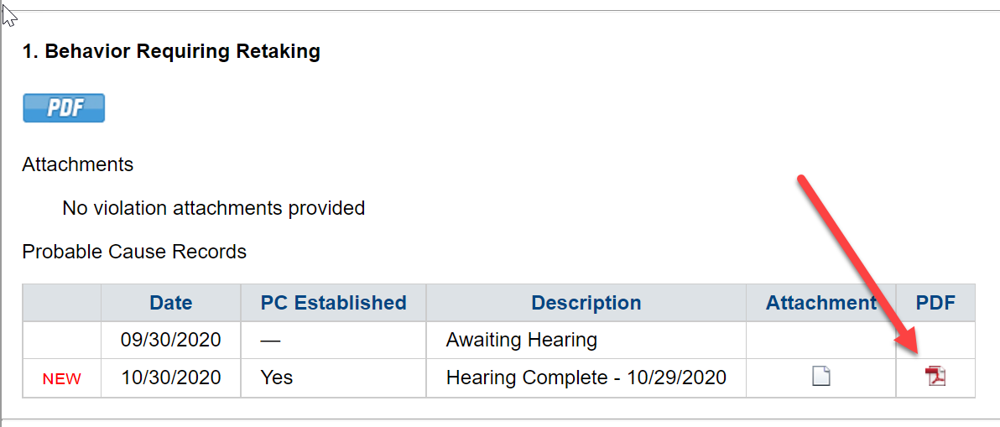 1. Behavior Requiring Retaking
PDF
Attachments
No violation attachments provided
Probable Cause Records
Date PC Established Description Attachment PDF
09/30/2020 — Awaiting Hearing
NEW 10/30/2020 Yes Hearing Complete - 10/29/2020